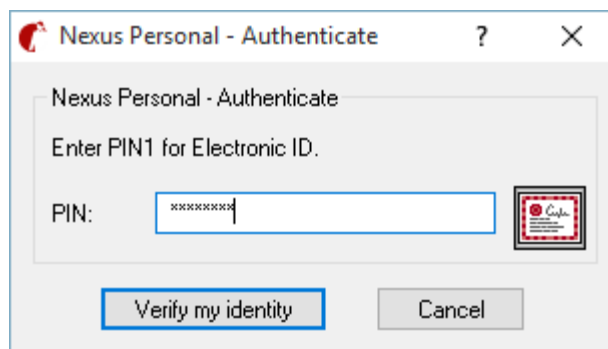 Nexus Personal - Authenticate ? X
Nexus Personal - Authenticate
Enter PIN1 for Electronic ID.
PIN: ********
Verify my identity Cancel